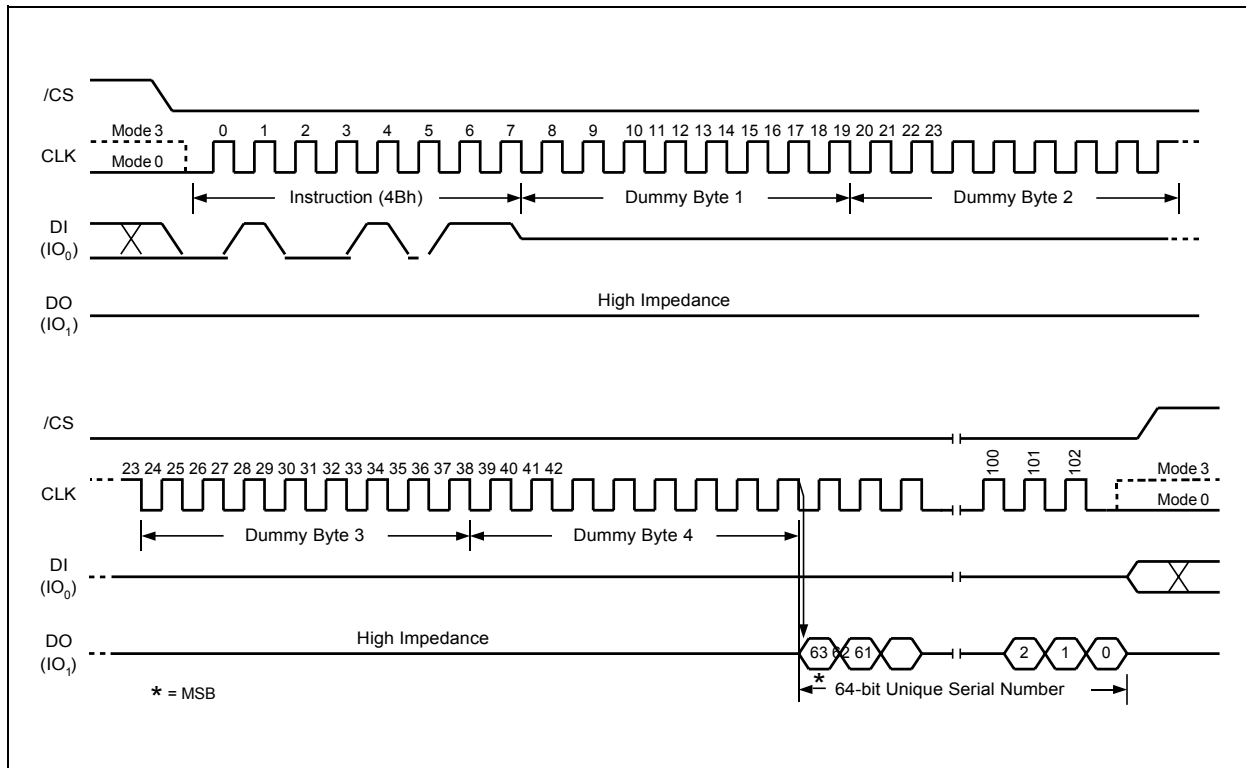 /CS
Mode 3
0 1 2 3 4 5 6 7 8 9 10 11 12 13 14 15 16 17 18 19 20 21 22 23
CLK
Mode 0
Instruction (4Bh) Dummy Byte 1 Dummy Byte 2
DI
(IO0)
High Impedance
DO
(IO1)
/CS
23 24 25 26 27 28 29 30 31 32 33 34 35 36 37 38 39 40 41 42 100 101 102
Mode 3
CLK
Mode 0
Dummy Byte 3 Dummy Byte 4
DI
(IO0)
High Impedance
DO
(IO1)
63 62 61 2 1 0
* = MSB
* 64-bit Unique Serial Number